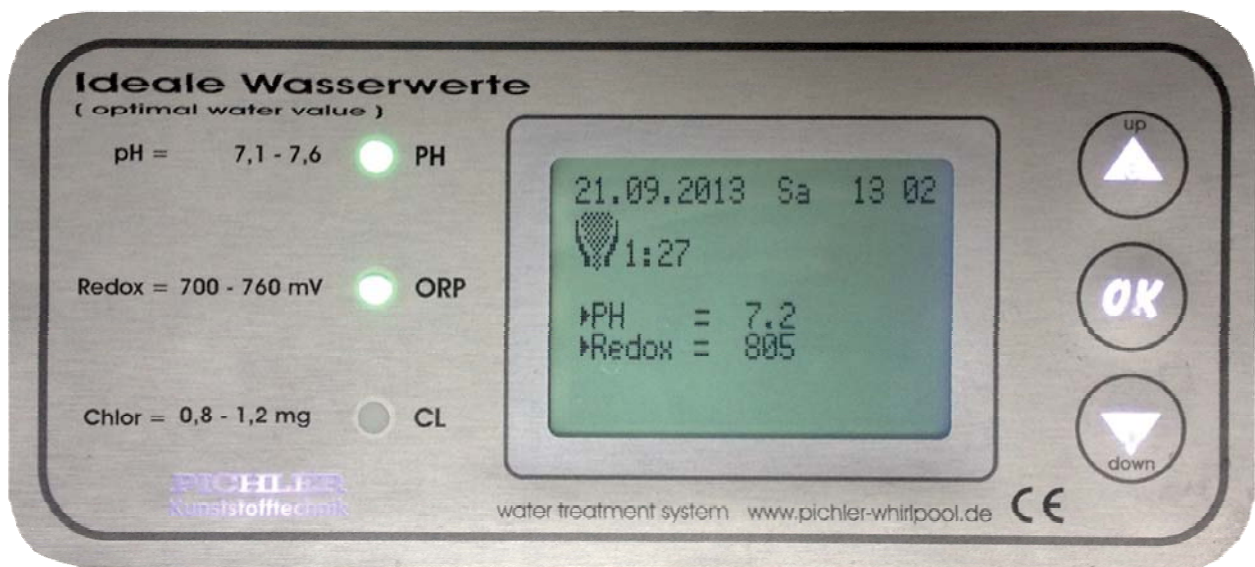 Ideale Wasserwerte
( optimal water value )
pH = 7,1 - 7,6 PH
Redox = 700 - 760 mV ORP
Chlor = 0,8 - 1,2 mg CL
PICHLER
Kunststofftechnik
21.09.2013 Sa 13 02
1:27
PH = 7.2
Redox = 805
up
OK
down
water treatment system www.pichler-whirlpool.de CE